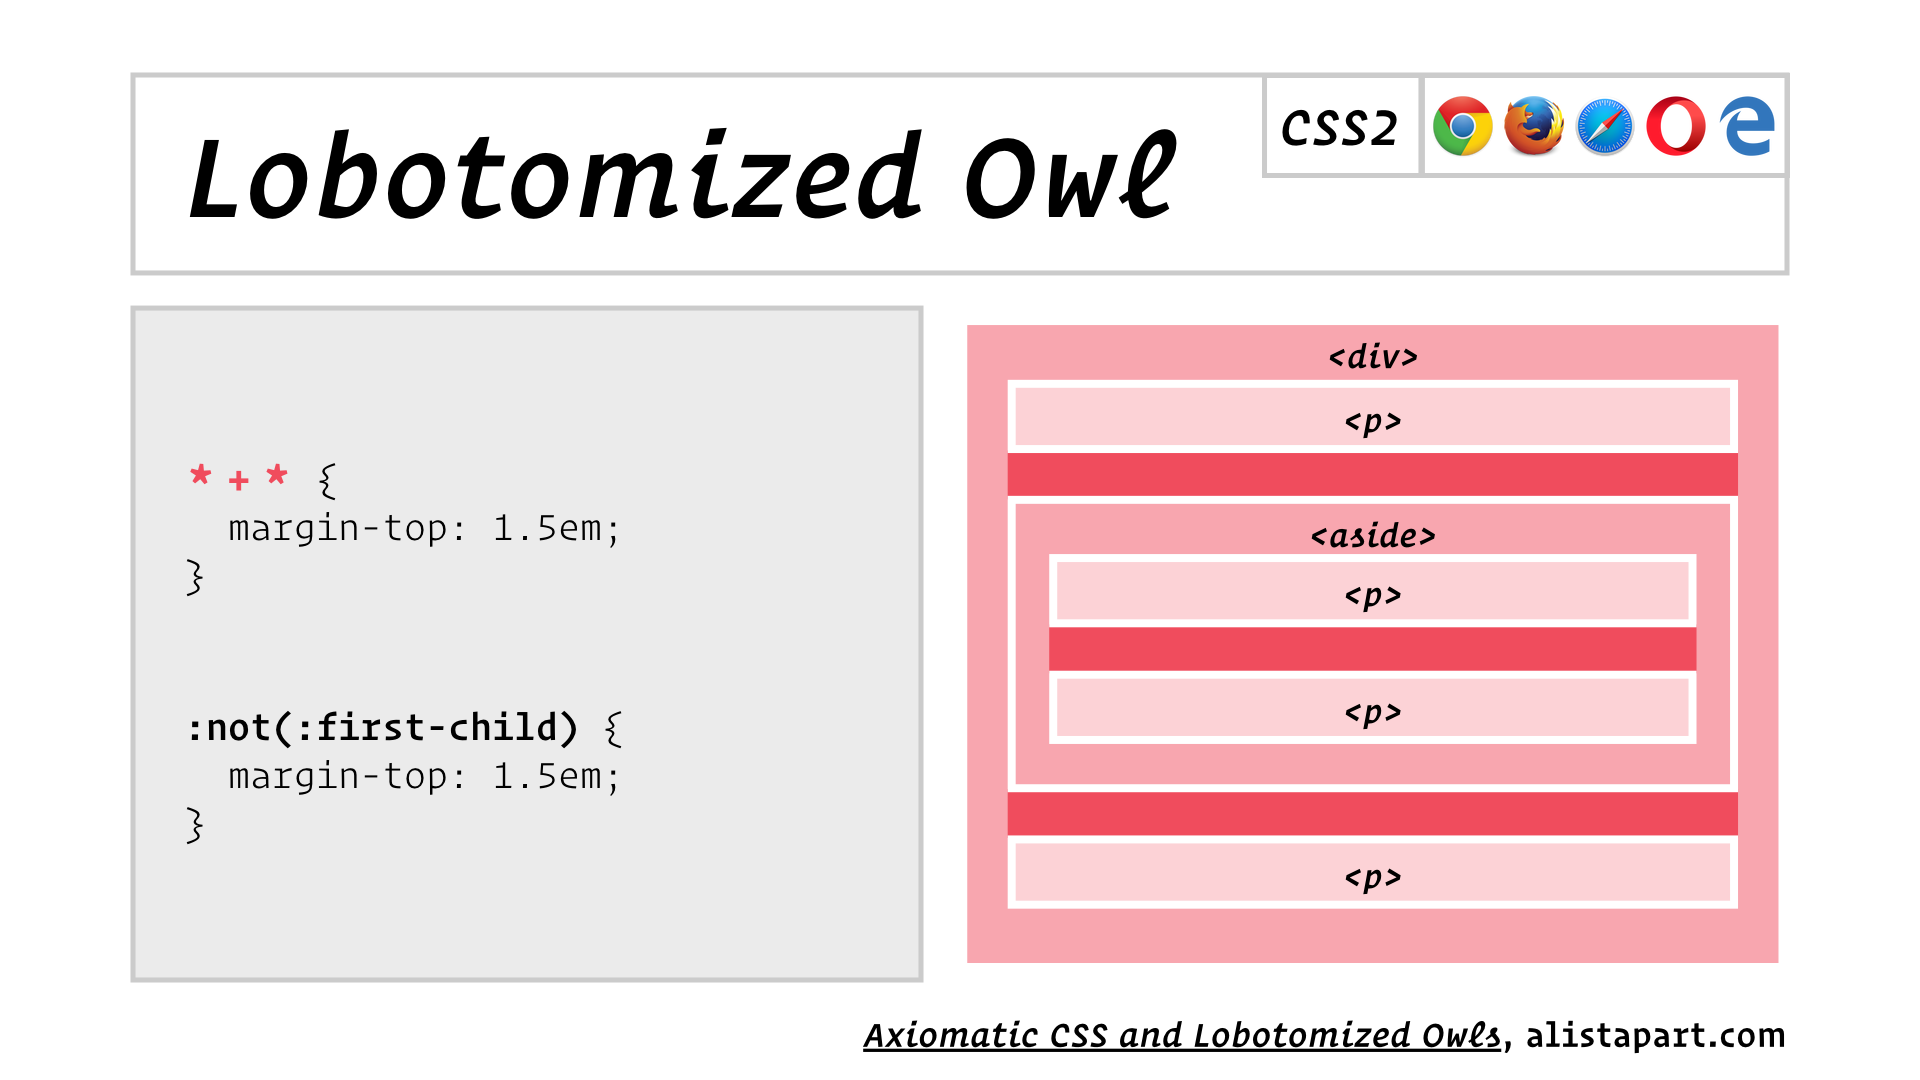 Lobotomized Owl
CSS2
* + * {
  margin-top: 1.5em;
}
:not(:first-child) {
  margin-top: 1.5em;
}
<div>
<p>
<aside>
<p>
<p>
<p>
Axiomatic CSS and Lobotomized Owls, alistapart.com